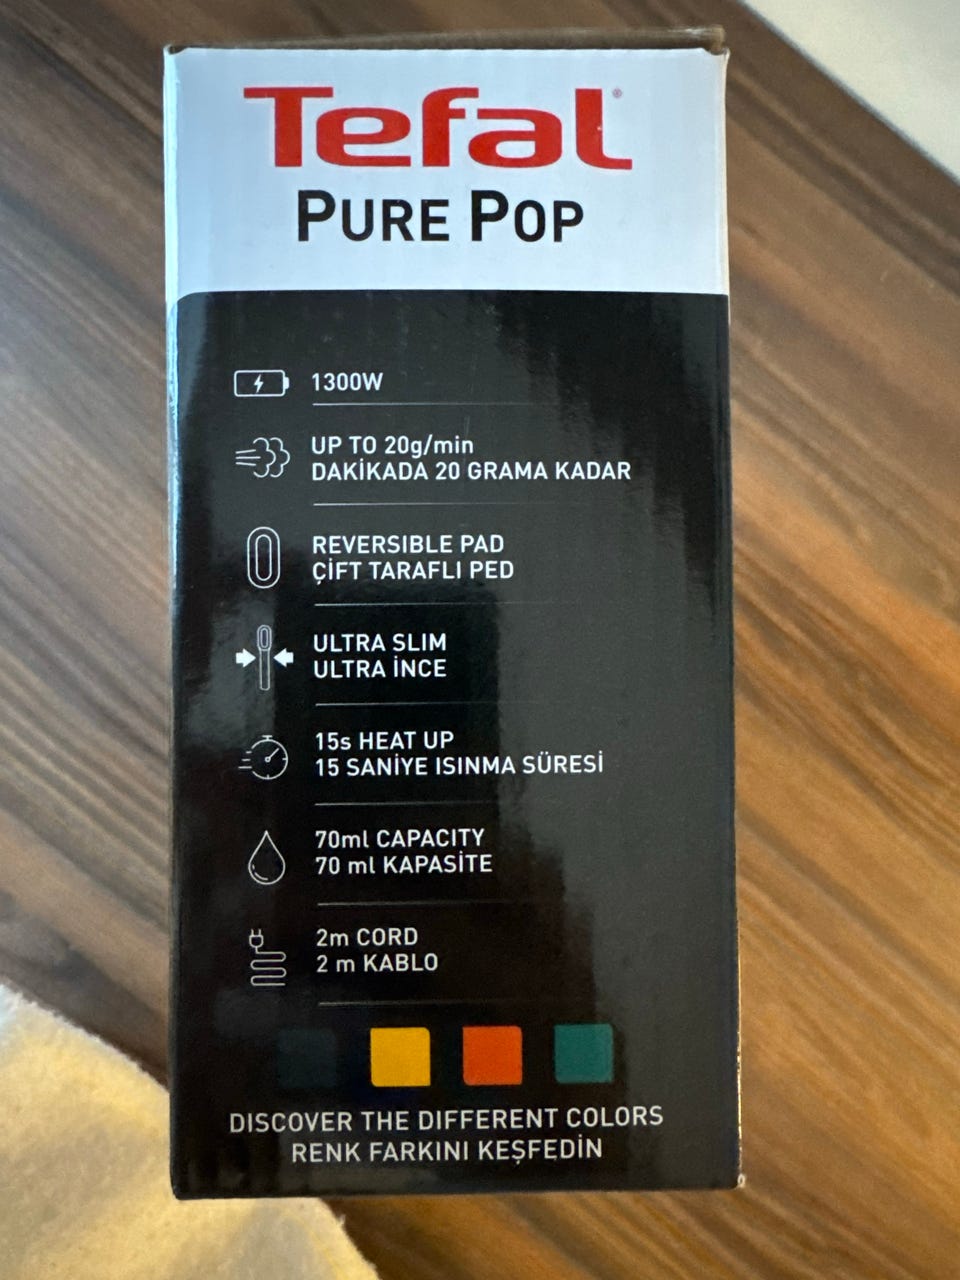 Tefal®
PURE POP
1300W
UP TO 20g/min
DAKİKADA 20 GRAMA KADAR
REVERSIBLE PAD
ÇİFT TARAFLI PED
ULTRA SLIM
ULTRA İNCE
15s HEAT UP
15 SANİYE ISINMA SÜRESİ
70ml CAPACITY
70 ml KAPASİTE
2m CORD
2 m KABLO
DISCOVER THE DIFFERENT COLORS
RENK FARKINI KEŞFEDİN